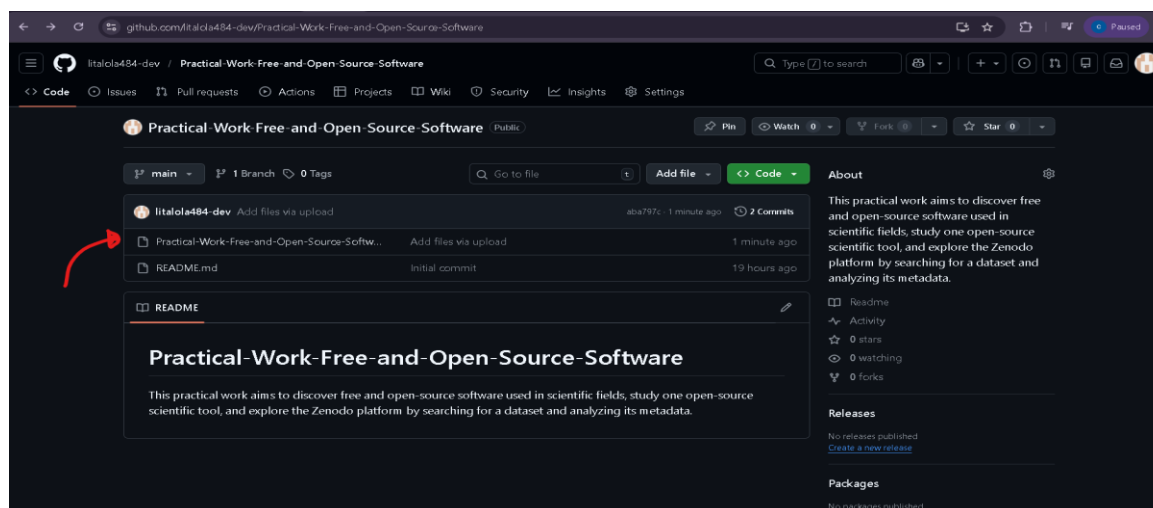 github.com/litalola484-dev/Practical-Work-Free-and-Open-Source-Software
c Paused
litalola484-dev / Practical-Work-Free-and-Open-Source-Software
Type / to search
Code Issues Pull requests Actions Projects Wiki Security Insights Settings
Practical-Work-Free-and-Open-Source-Software Public
Pin Watch 0 Fork 0 Star 0
main 1 Branch 0 Tags Go to file t Add file Code
litalola484-dev Add files via upload aba797c · 1 minute ago 2 Commits
Practical-Work-Free-and-Open-Source-Softw... Add files via upload 1 minute ago
README.md Initial commit 19 hours ago
README
Practical-Work-Free-and-Open-Source-Software
This practical work aims to discover free and open-source software used in scientific fields, study one open-source
scientific tool, and explore the Zenodo platform by searching for a dataset and analyzing its metadata.
About
This practical work aims to discover free
and open-source software used in
scientific fields, study one open-source
scientific tool, and explore the Zenodo
platform by searching for a dataset and
analyzing its metadata.
Readme
Activity
0 stars
0 watching
0 forks
Releases
No releases published
Create a new release
Packages
No packages published